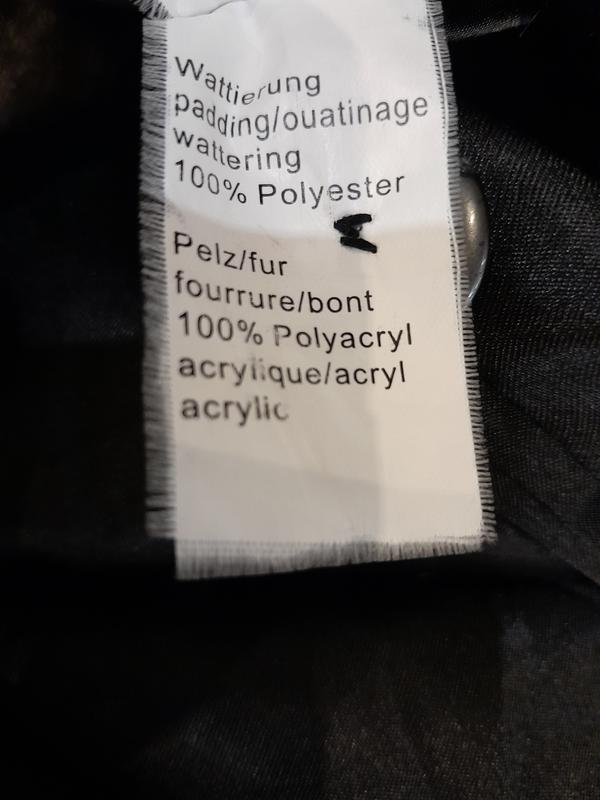 Wattierung
padding/ouatinage
wattering
100% Polyester
Pelz/fur
fourrure/bont
100% Polyacryl
acrylique/acryl
acrylic